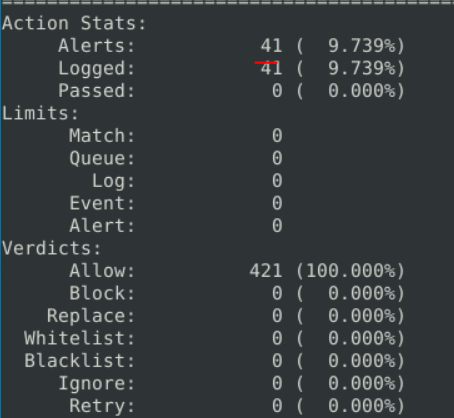 ===============================================
Action Stats:
Alerts: 41 ( 9.739%)
Logged: 41 ( 9.739%)
Passed: 0 ( 0.000%)
Limits:
Match: 0
Queue: 0
Log: 0
Event: 0
Alert: 0
Verdicts:
Allow: 421 (100.000%)
Block: 0 ( 0.000%)
Replace: 0 ( 0.000%)
Whitelist: 0 ( 0.000%)
Blacklist: 0 ( 0.000%)
Ignore: 0 ( 0.000%)
Retry: 0 ( 0.000%)